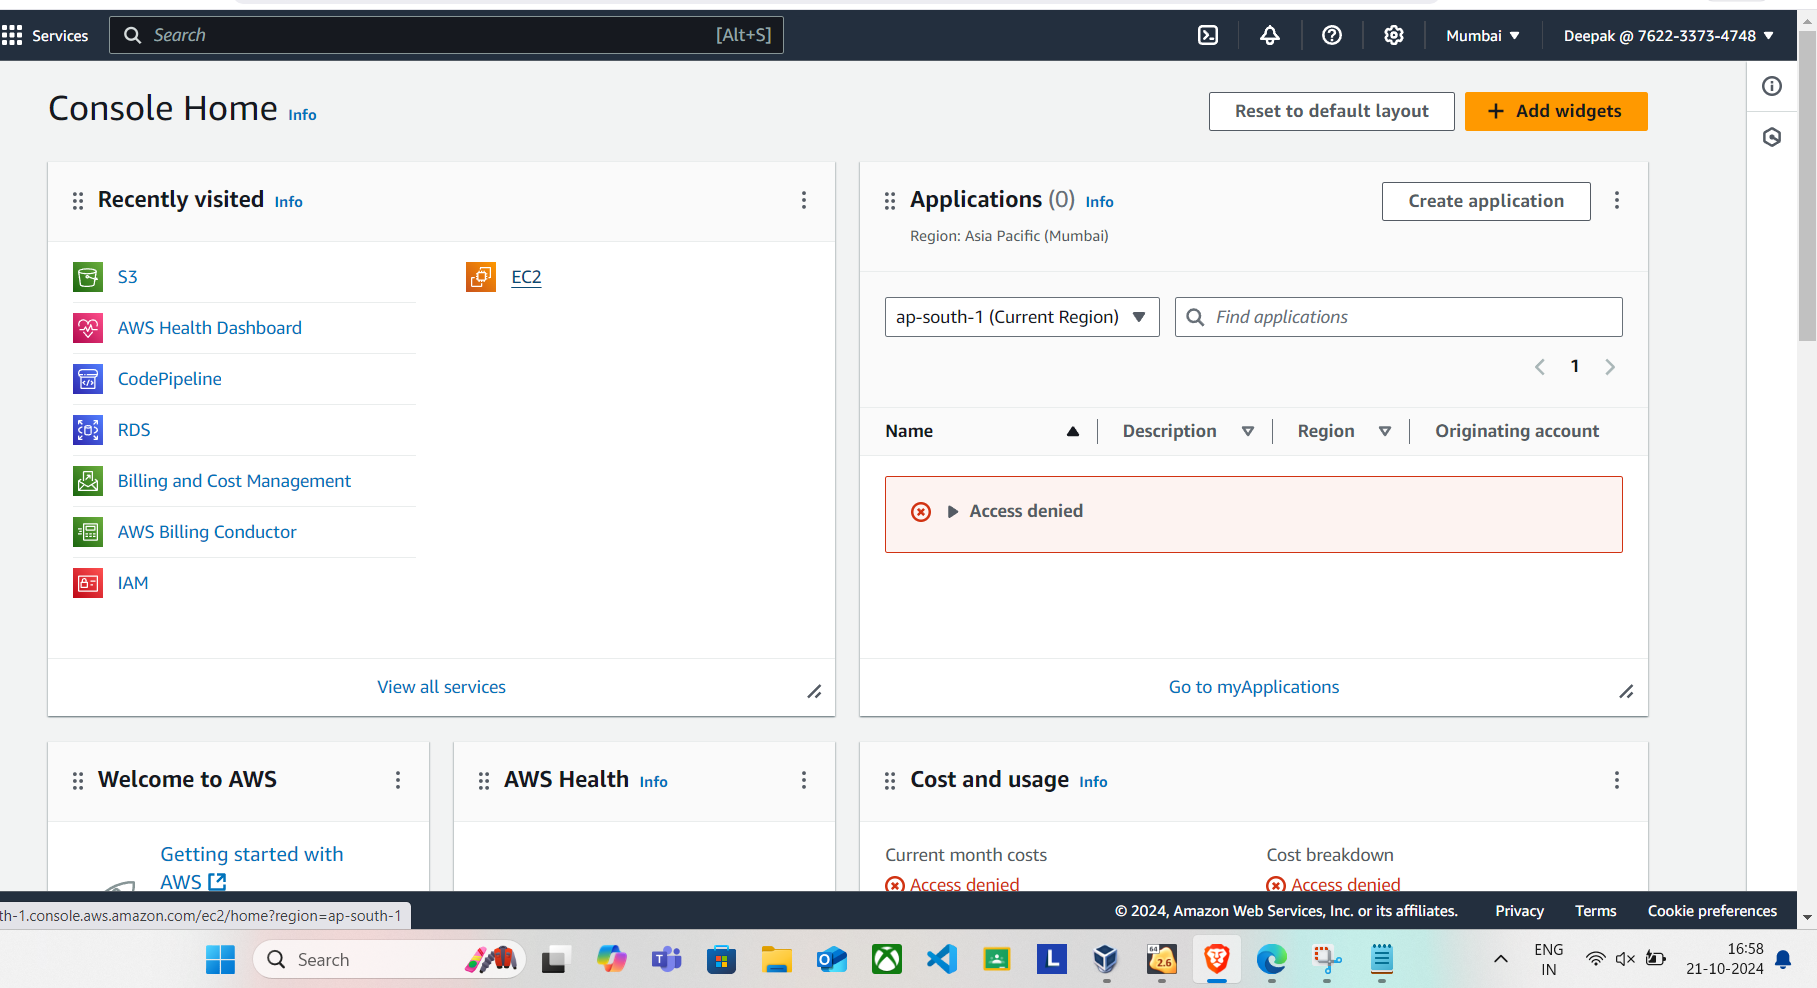 Services
Search
[Alt+S]
Mumbai
Deepak @ 7622-3373-4748
Console Home Info
Reset to default layout
+ Add widgets
Recently visited Info
S3
AWS Health Dashboard
CodePipeline
RDS
Billing and Cost Management
AWS Billing Conductor
IAM
EC2
View all services
Applications (0) Info
Region: Asia Pacific (Mumbai)
Create application
ap-south-1 (Current Region)
Find applications
1
Name
Description
Region
Originating account
Access denied
Go to myApplications
Welcome to AWS
Getting started with
AWS
AWS Health Info
Cost and usage Info
Current month costs
Access denied
Cost breakdown
Access denied
th-1.console.aws.amazon.com/ec2/home?region=ap-south-1
© 2024, Amazon Web Services, Inc. or its affiliates.
Privacy
Terms
Cookie preferences
Search
L
64
2.6
ENG
IN
16:58
21-10-2024